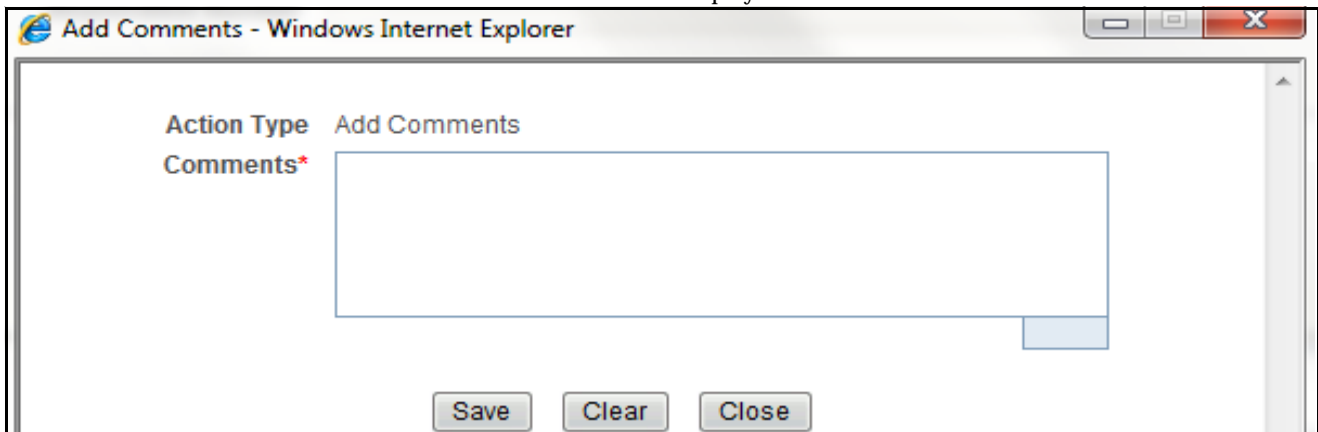 Add Comments - Windows Internet Explorer
Action Type Add Comments
Comments*
Save Clear Close